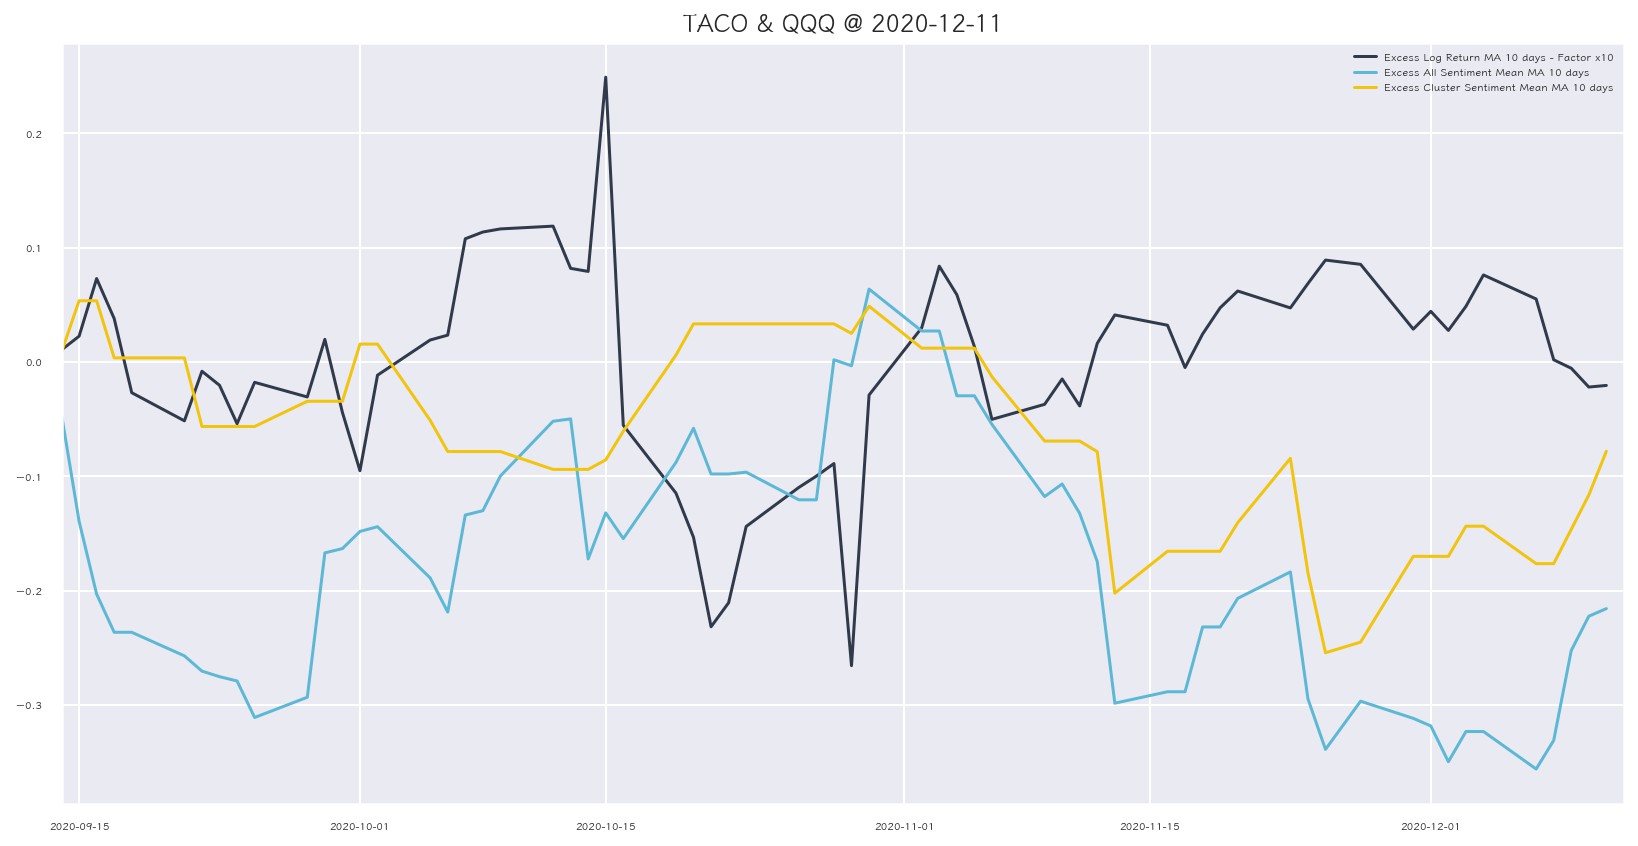 TACO & QQQ @ 2020-12-11
Excess Log Return MA 10 days - Factor x10
Excess All Sentiment Mean MA 10 days
Excess Cluster Sentiment Mean MA 10 days
0.2
0.1
0.0
−0.1
−0.2
−0.3
2020-09-15 2020-10-01 2020-10-15 2020-11-01 2020-11-15 2020-12-01